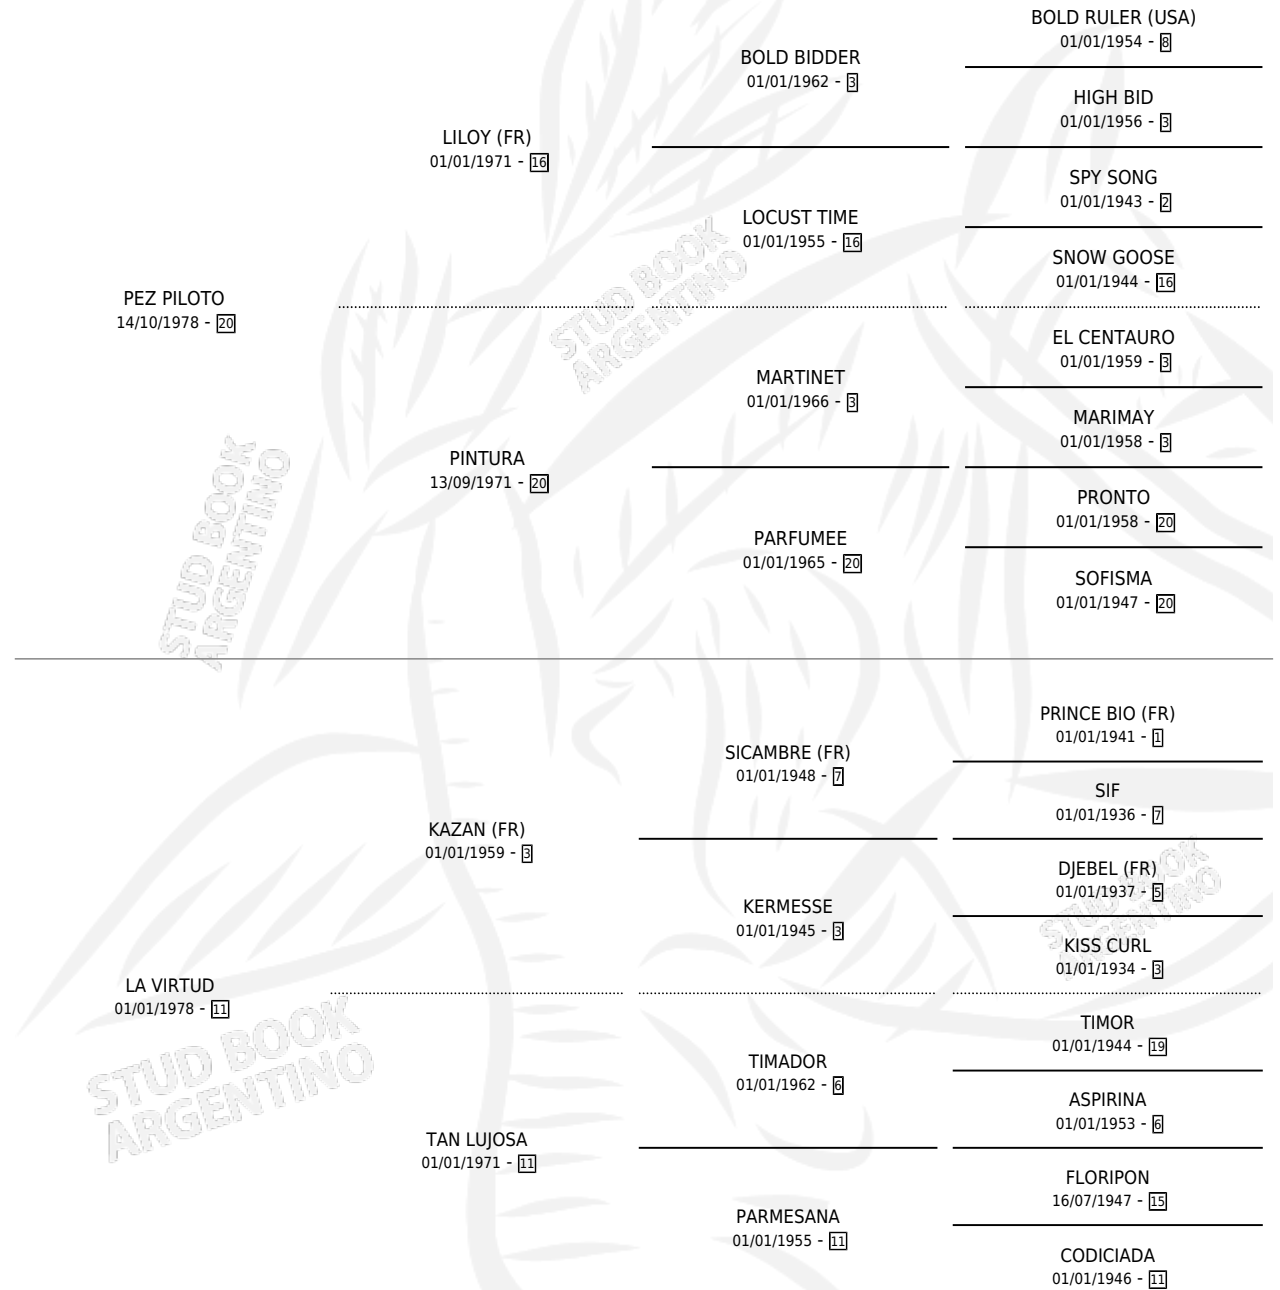 BOLD RULER (USA)
01/01/1954 - 8
BOLD BIDDER
01/01/1962 - 3
HIGH BID
01/01/1956 - 3
LILOY (FR)
01/01/1971 - 16
SPY SONG
01/01/1943 - 2
LOCUST TIME
01/01/1955 - 16
SNOW GOOSE
01/01/1944 - 16
PEZ PILOTO
14/10/1978 - 20
EL CENTAURO
01/01/1959 - 3
MARTINET
01/01/1966 - 3
MARIMAY
01/01/1958 - 3
PINTURA
13/09/1971 - 20
PRONTO
01/01/1958 - 20
PARFUMEE
01/01/1965 - 20
SOFISMA
01/01/1947 - 20
STUD BOOK
ARGENTINO
STUD BOOK
ARGENTINO
PRINCE BIO (FR)
01/01/1941 - 1
SICAMBRE (FR)
01/01/1948 - 7
SIF
01/01/1936 - 7
KAZAN (FR)
01/01/1959 - 3
DJEBEL (FR)
01/01/1937 - 5
KERMESSE
01/01/1945 - 3
KISS CURL
01/01/1934 - 3
LA VIRTUD
01/01/1978 - 11
TIMOR
01/01/1944 - 19
TIMADOR
01/01/1962 - 6
ASPIRINA
01/01/1953 - 6
TAN LUJOSA
01/01/1971 - 11
FLORIPON
16/07/1947 - 15
PARMESANA
01/01/1955 - 11
CODICIADA
01/01/1946 - 11
STUD BOOK
ARGENTINO
STUD BOOK
ARGENTINO